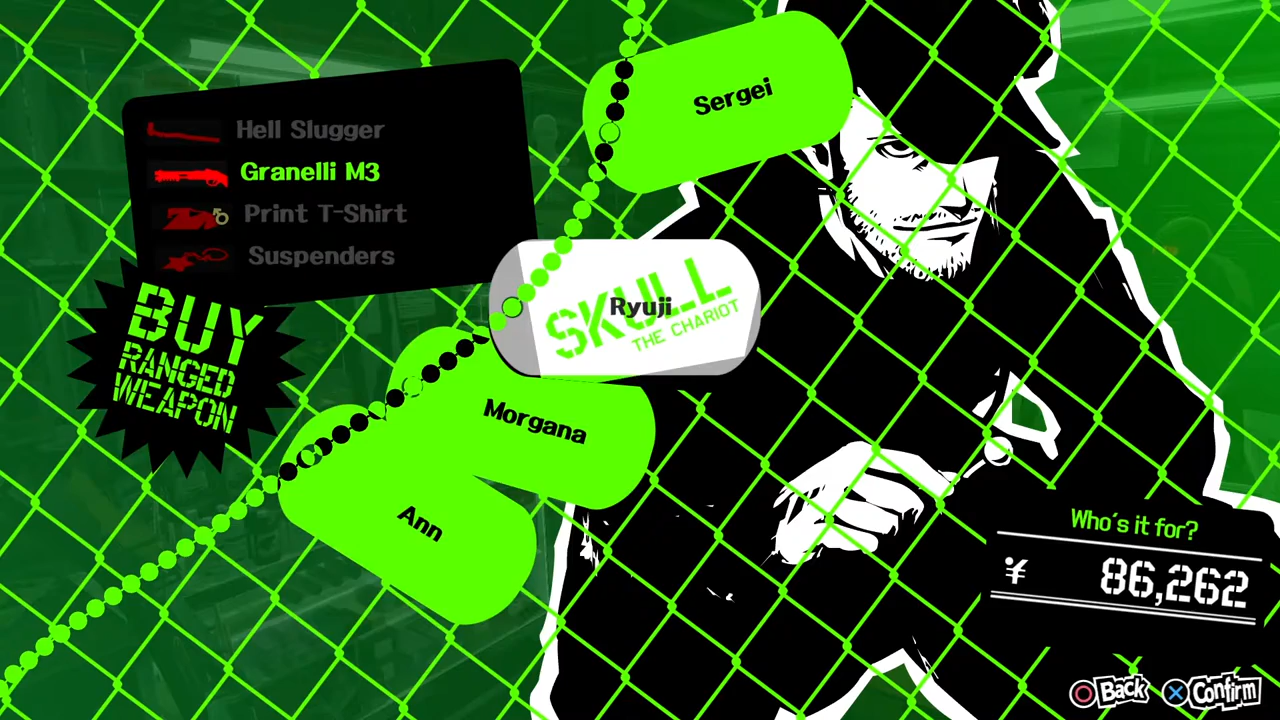 Hell Slugger
Granelli M3
Print T-Shirt
Suspenders
BUY
RANGED
WEAPON
Sergei
SKULL
THE CHARIOT
Ryuji
Morgana
Ann
Who's it for?
¥ 86,262
Back
Confirm